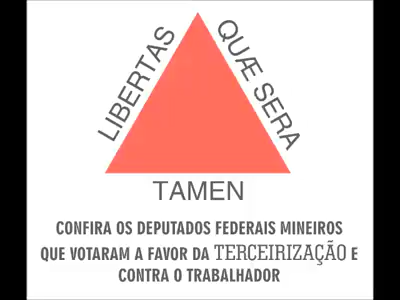 LIBERTAS
QUÆ SERA
TAMEN
CONFIRA OS DEPUTADOS FEDERAIS MINEIROS
QUE VOTARAM A FAVOR DA TERCEIRIZAÇÃO E
CONTRA O TRABALHADOR